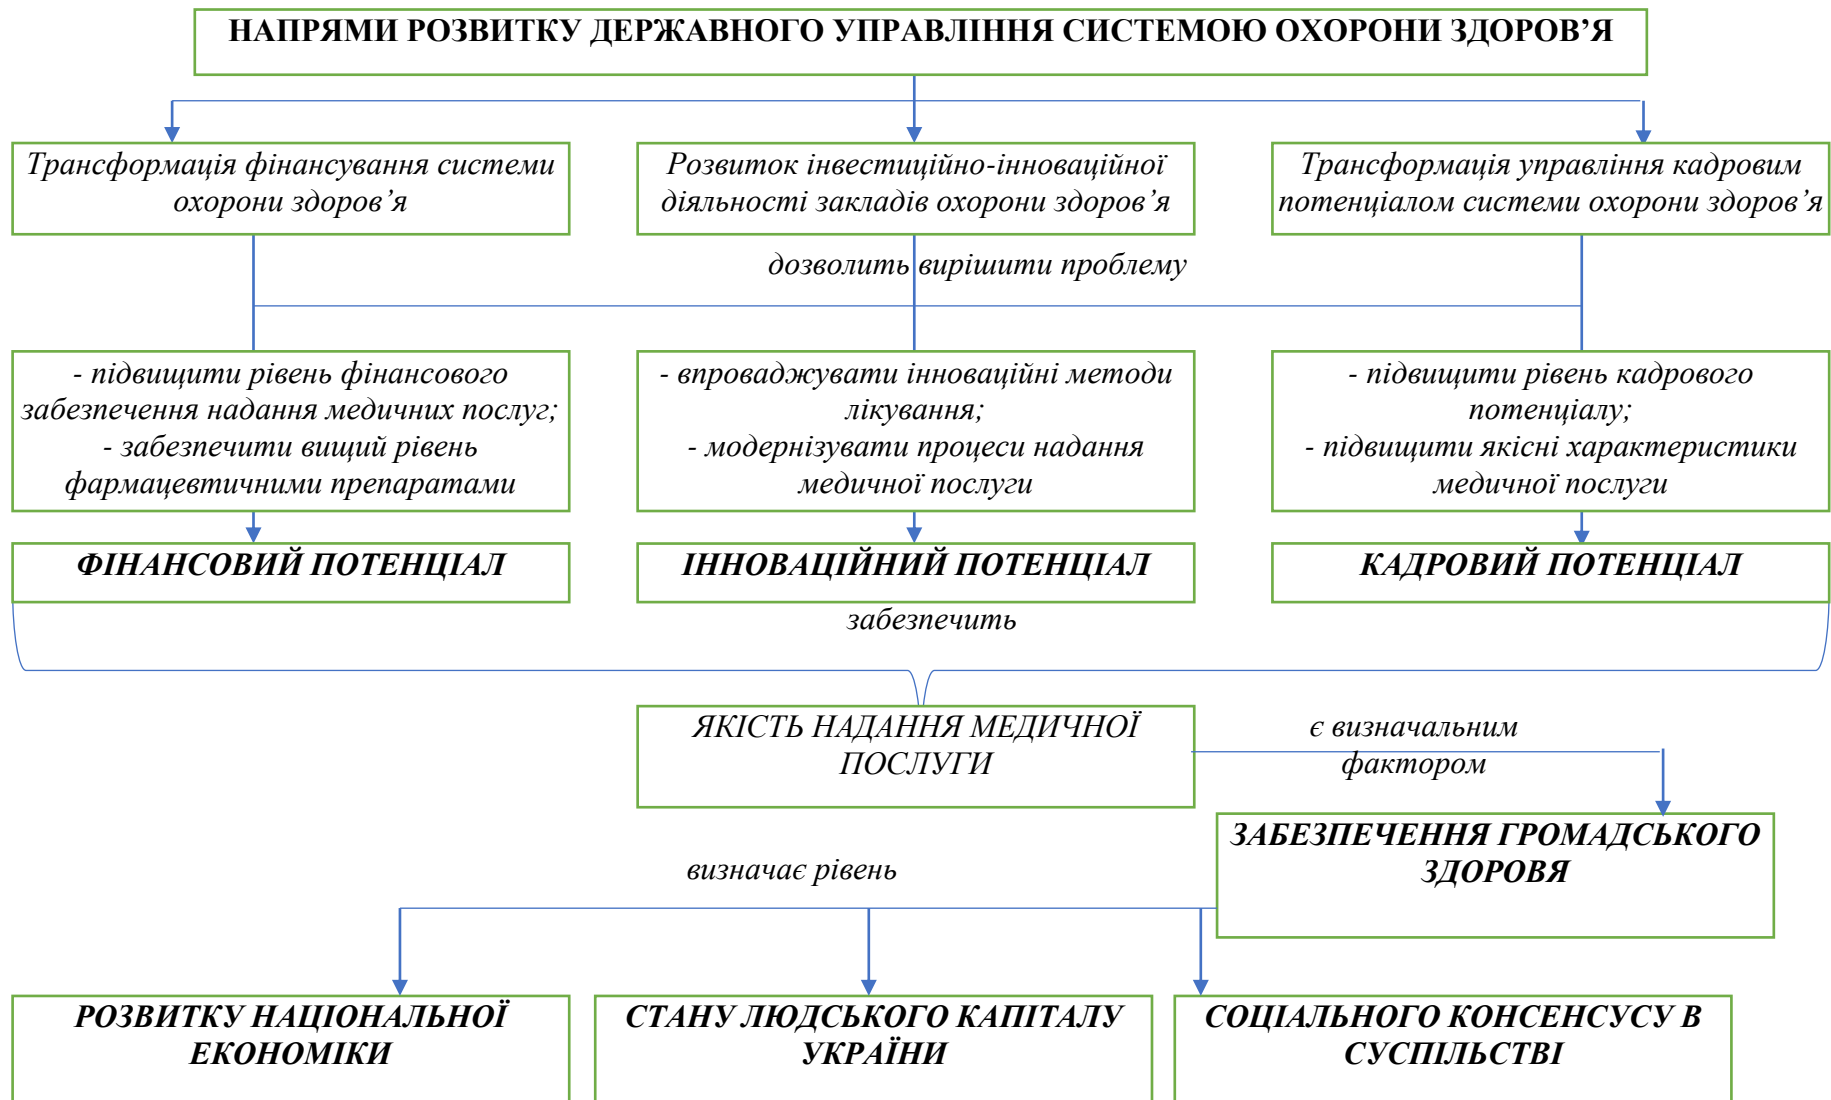 НАПРЯМИ РОЗВИТКУ ДЕРЖАВНОГО УПРАВЛІННЯ СИСТЕМОЮ ОХОРОНИ ЗДОРОВ’Я
Трансформація фінансування системи
охорони здоров’я
Розвиток інвестиційно-інноваційної
діяльності закладів охорони здоров’я
Трансформація управління кадровим
потенціалом системи охорони здоров’я
дозволить вирішити проблему
- підвищити рівень фінансового
забезпечення надання медичних послуг;
- забезпечити вищий рівень
фармацевтичними препаратами
- впроваджувати інноваційні методи
лікування;
- модернізувати процеси надання
медичної послуги
- підвищити рівень кадрового
потенціалу;
- підвищити якісні характеристики
медичної послуги
ФІНАНСОВИЙ ПОТЕНЦІАЛ
ІННОВАЦІЙНИЙ ПОТЕНЦІАЛ
КАДРОВИЙ ПОТЕНЦІАЛ
забезпечить
ЯКІСТЬ НАДАННЯ МЕДИЧНОЇ
ПОСЛУГИ
є визначальним
фактором
ЗАБЕЗПЕЧЕННЯ ГРОМАДСЬКОГО
ЗДОРОВЯ
визначає рівень
РОЗВИТКУ НАЦІОНАЛЬНОЇ
ЕКОНОМІКИ
СТАНУ ЛЮДСЬКОГО КАПІТАЛУ
УКРАЇНИ
СОЦІАЛЬНОГО КОНСЕНСУСУ В
СУСПІЛЬСТВІ